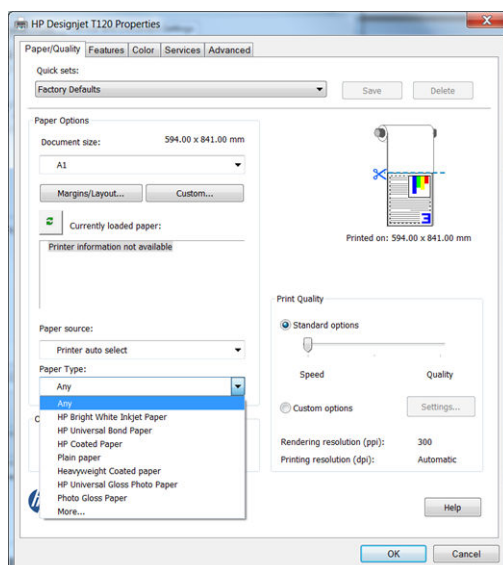 HP Designjet T120 Properties
Paper/Quality Features Color Services Advanced
Quick sets:
Factory Defaults
Save
Delete
Paper Options
Document size:
594.00 x 841.00 mm
A1
Margins/Layout...
Custom...
Currently loaded paper:
Printer information not available
Printed on: 594.00 x 841.00 mm
Paper source:
Printer auto select
Paper Type:
Any
Any
HP Bright White Inkjet Paper
HP Universal Bond Paper
HP Coated Paper
Plain paper
Heavyweight Coated paper
HP Universal Gloss Photo Paper
Photo Gloss Paper
More...
Print Quality
Standard options
Speed
Quality
Custom options
Settings...
Rendering resolution (ppi):
300
Printing resolution (dpi):
Automatic
Help
OK
Cancel